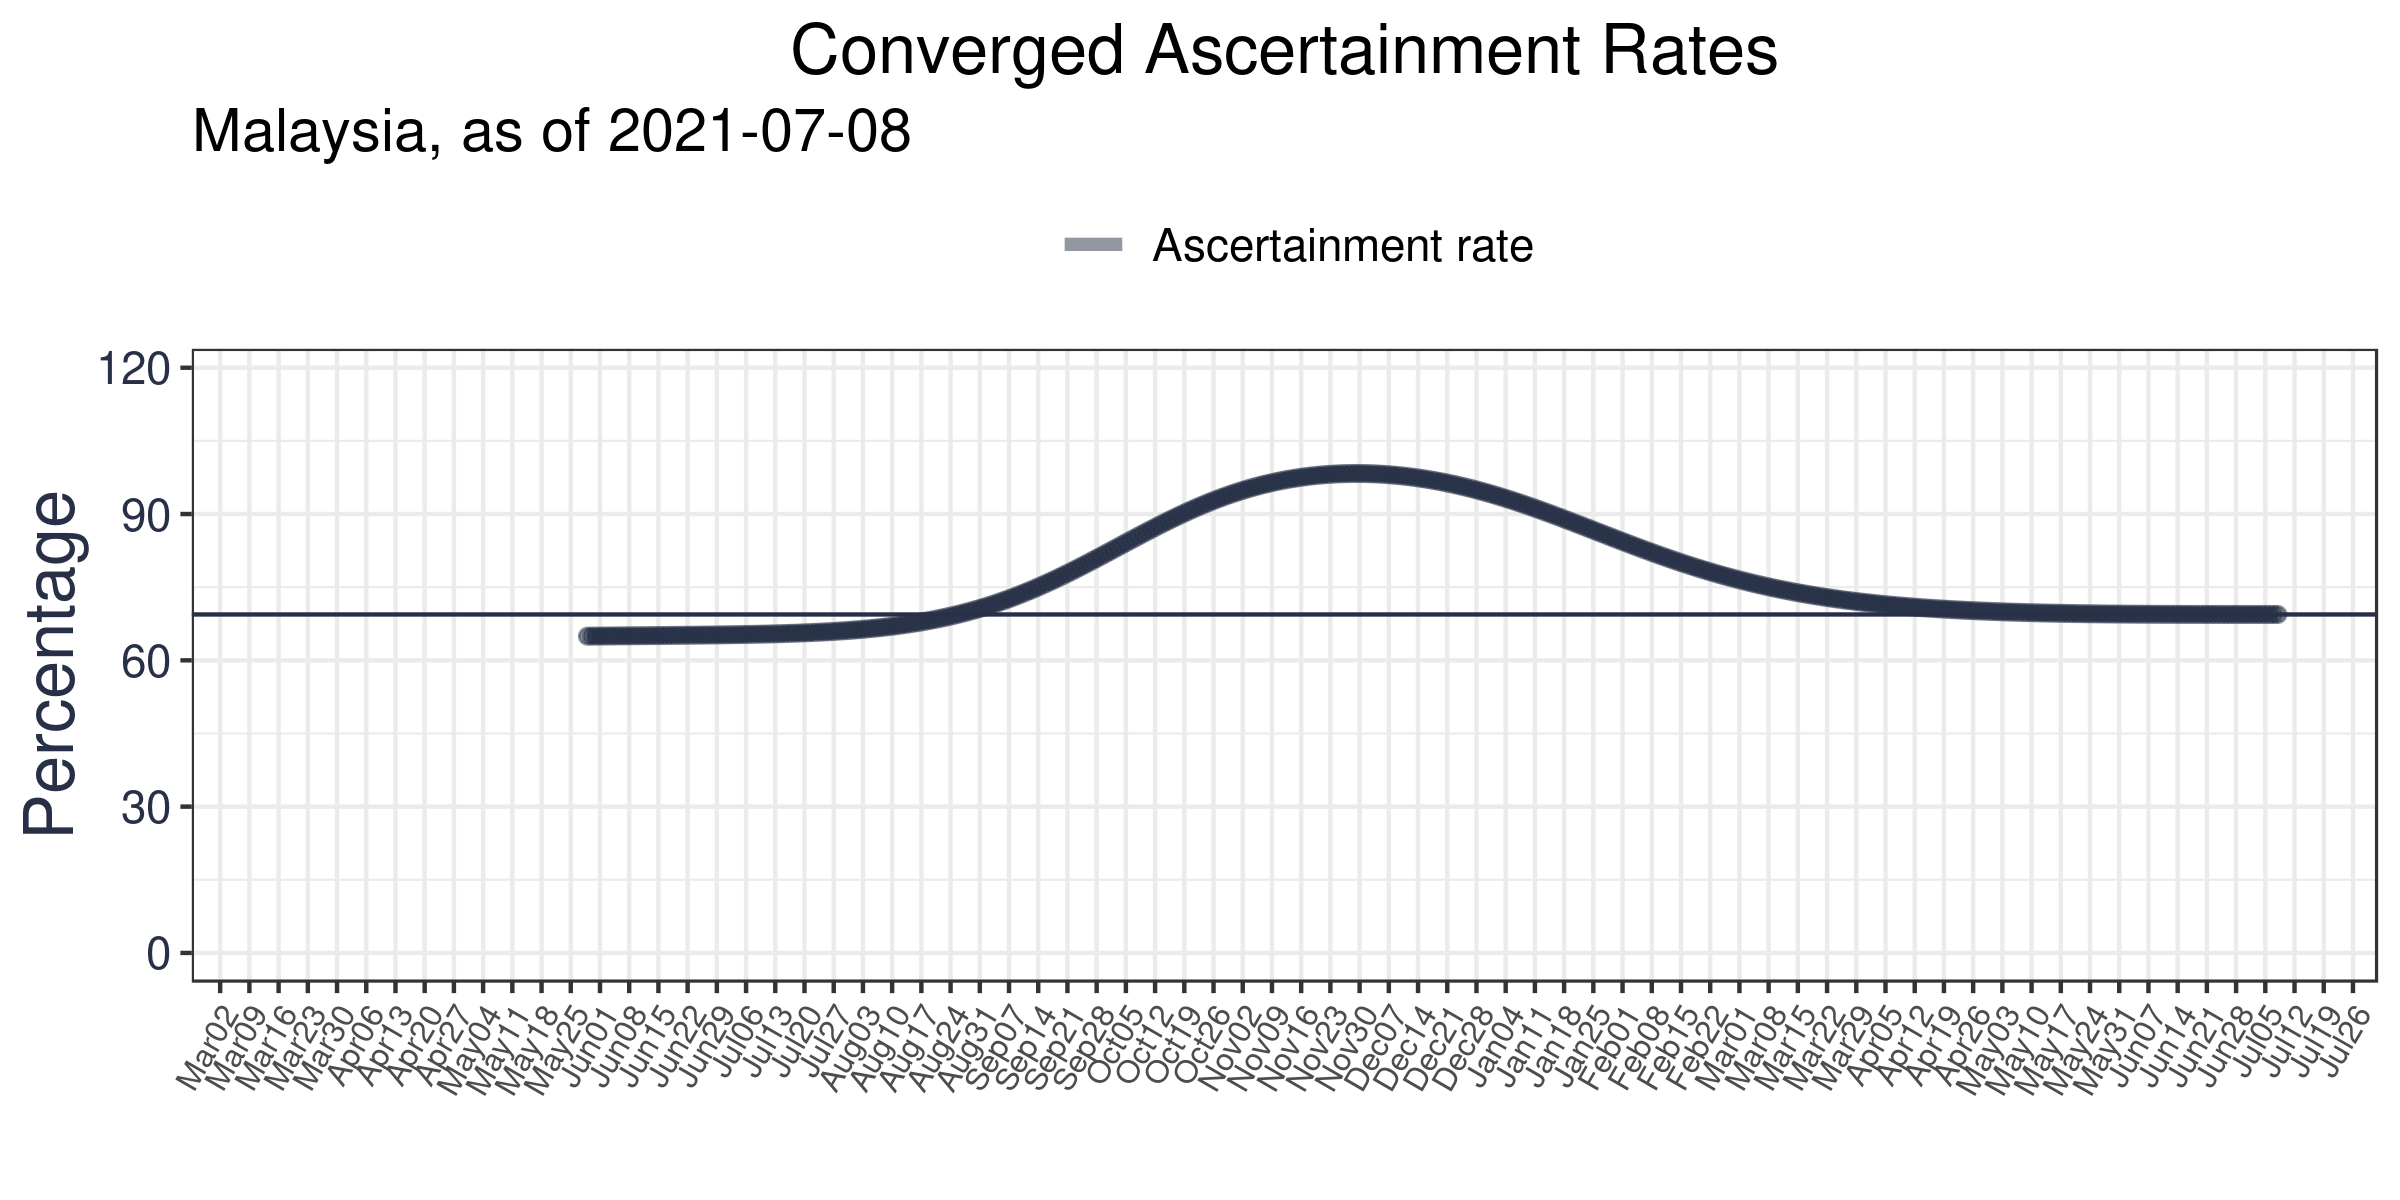 Converged Ascertainment Rates
Malaysia, as of 2021-07-08
Ascertainment rate
Percentage
120
90
60
30
0
Mar02 Mar09 Mar16 Mar23 Mar30 Apr06 Apr13 Apr20 Apr27 May04 May11 May18 May25 Jun01 Jun08 Jun15 Jun22 Jun29 Jul06 Jul13 Jul20 Jul27 Aug03 Aug10 Aug17 Aug24 Aug31 Sep07 Sep14 Sep21 Sep28 Oct05 Oct12 Oct19 Oct26 Nov02 Nov09 Nov16 Nov23 Nov30 Dec07 Dec14 Dec21 Dec28 Jan04 Jan11 Jan18 Jan25 Feb01 Feb08 Feb15 Feb22 Mar01 Mar08 Mar15 Mar22 Mar29 Apr05 Apr12 Apr19 Apr26 May03 May10 May17 May24 May31 Jun07 Jun14 Jun21 Jun28 Jul05 Jul12 Jul19 Jul26